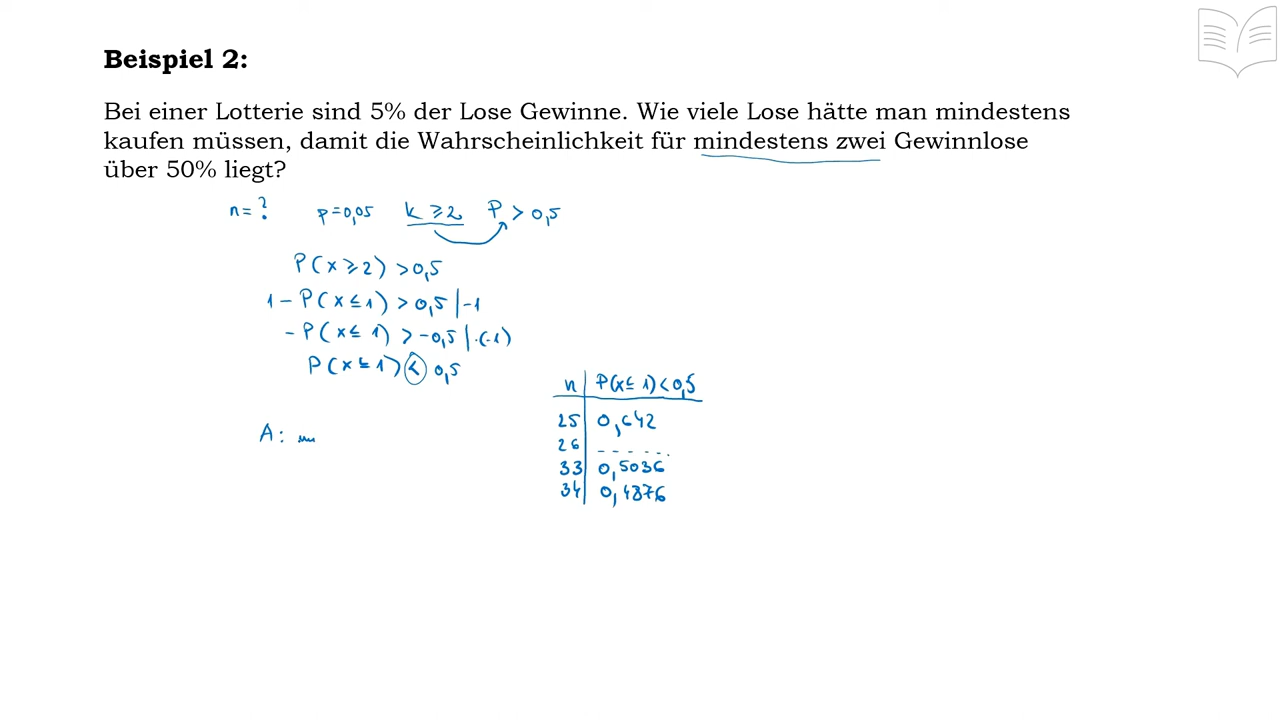 Beispiel 2:
Bei einer Lotterie sind 5% der Lose Gewinne. Wie viele Lose hätte man mindestens
kaufen müssen, damit die Wahrscheinlichkeit für mindestens zwei Gewinnlose
über 50% liegt?
n=? p=0,05 k≥2 P>0,5
P(x≥2)>0,5
1-P(x≤1)>0,5|-1
-P(x≤1)>-0,5|·(-1)
P(x≤1)<0,5
n P(x≤1)<0,5
25 0,642
A:
26
33 0,5036
34 0,4876